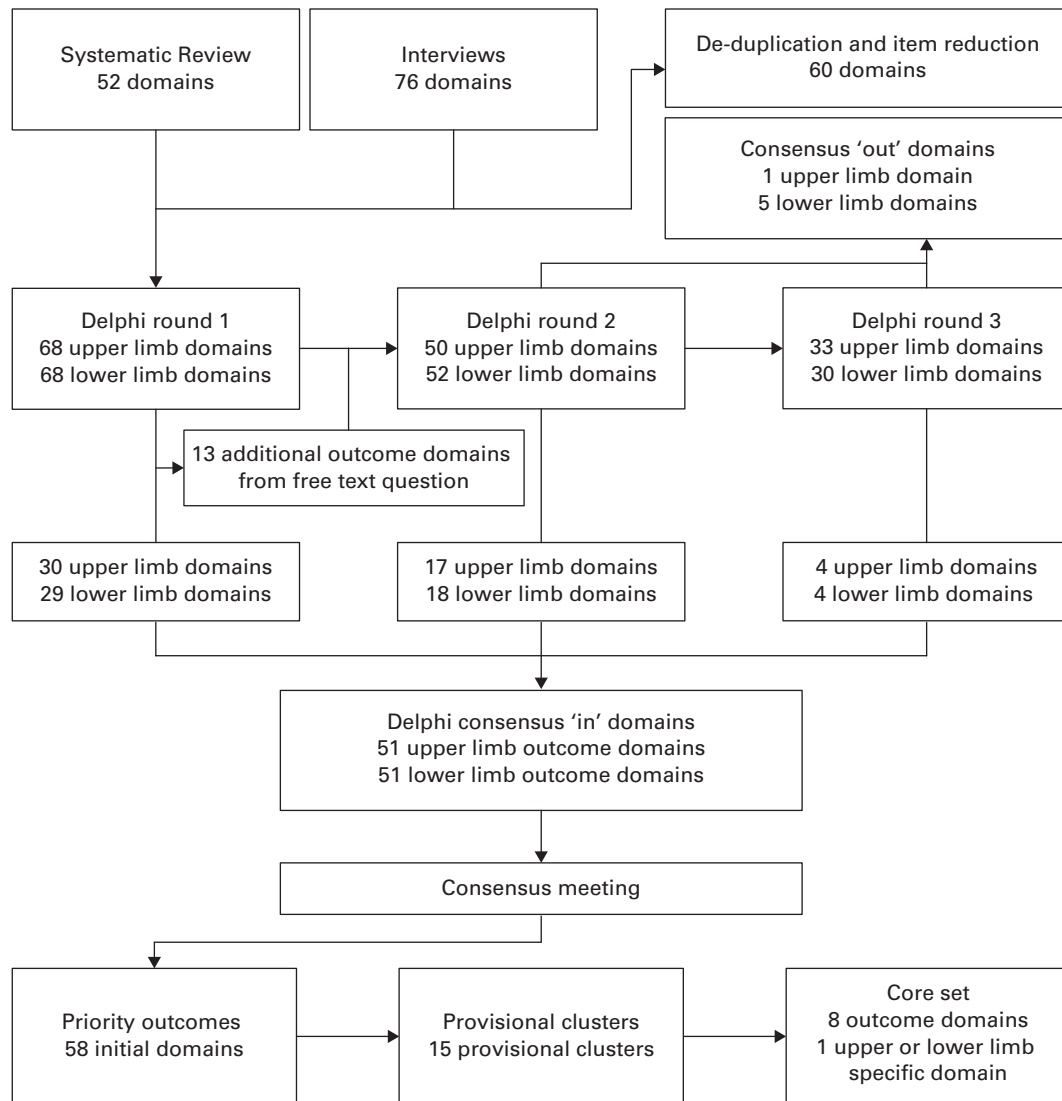 Systematic Review
52 domains
Interviews
76 domains
De-duplication and item reduction
60 domains
Consensus ‘out’ domains
1 upper limb domain
5 lower limb domains
Delphi round 1
68 upper limb domains
68 lower limb domains
Delphi round 2
50 upper limb domains
52 lower limb domains
Delphi round 3
33 upper limb domains
30 lower limb domains
13 additional outcome domains
from free text question
30 upper limb domains
29 lower limb domains
17 upper limb domains
18 lower limb domains
4 upper limb domains
4 lower limb domains
Delphi consensus ‘in’ domains
51 upper limb outcome domains
51 lower limb outcome domains
Consensus meeting
Priority outcomes
58 initial domains
Provisional clusters
15 provisional clusters
Core set
8 outcome domains
1 upper or lower limb
specific domain